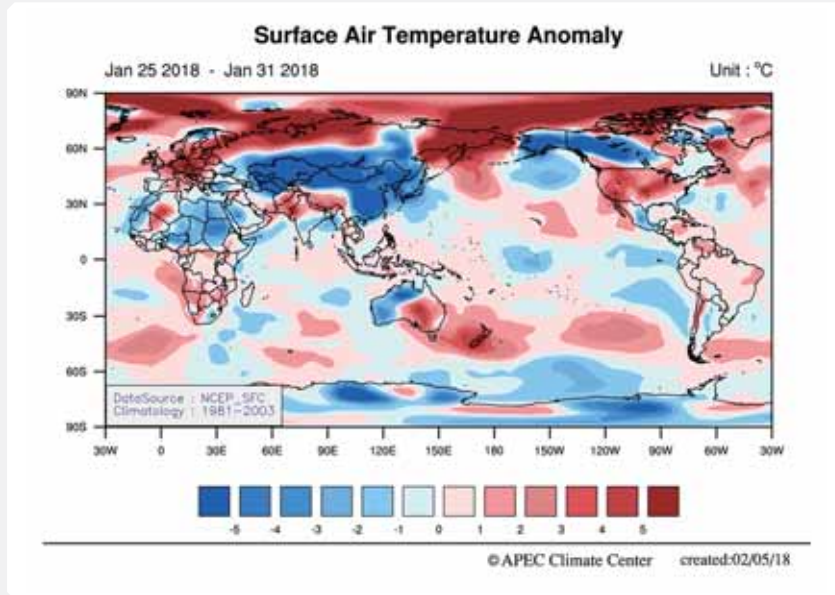 Surface Air Temperature Anomaly
Jan 25 2018 - Jan 31 2018 Unit : °C
90N
60N
30N
0
30S
60S
90S
DataSource : NCEP_SFC
Climatology : 1981-2003
30W 0 30E 60E 90E 120E 150E 180 150W 120W 90W 60W 30W
-5 -4 -3 -2 -1 0 1 2 3 4 5
© APEC Climate Center created:02/05/18